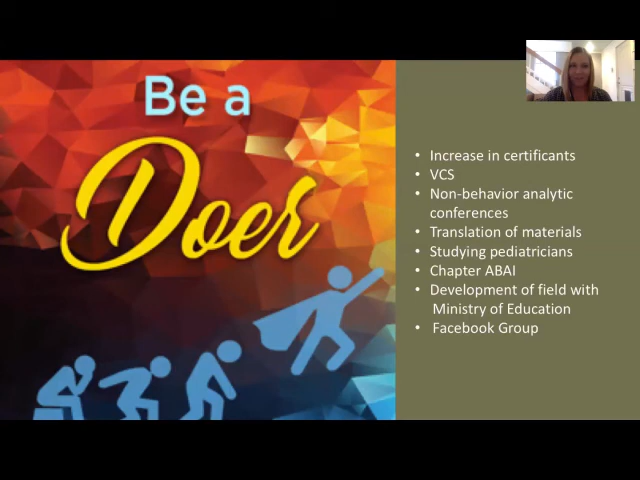 Be a
Doer
• Increase in certificants
• VCS
• Non-behavior analytic
conferences
• Translation of materials
• Studying pediatricians
• Chapter ABAI
• Development of field with
Ministry of Education
• Facebook Group